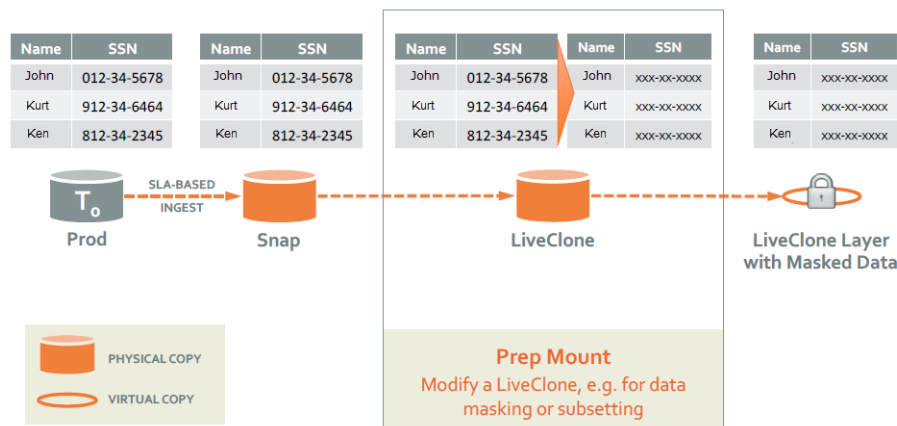 Name SSN
John 012-34-5678
Kurt 912-34-6464
Ken 812-34-2345
Name SSN
John 012-34-5678
Kurt 912-34-6464
Ken 812-34-2345
Name SSN
John 012-34-5678
Kurt 912-34-6464
Ken 812-34-2345
Name SSN
John xxx-xx-xxxx
Kurt xxx-xx-xxxx
Ken xxx-xx-xxxx
Name SSN
John xxx-xx-xxxx
Kurt xxx-xx-xxxx
Ken xxx-xx-xxxx
To
Prod
SLA-BASED
INGEST
Snap
LiveClone
LiveClone Layer
with Masked Data
PHYSICAL COPY
VIRTUAL COPY
Prep Mount
Modify a LiveClone, e.g. for data
masking or subsetting